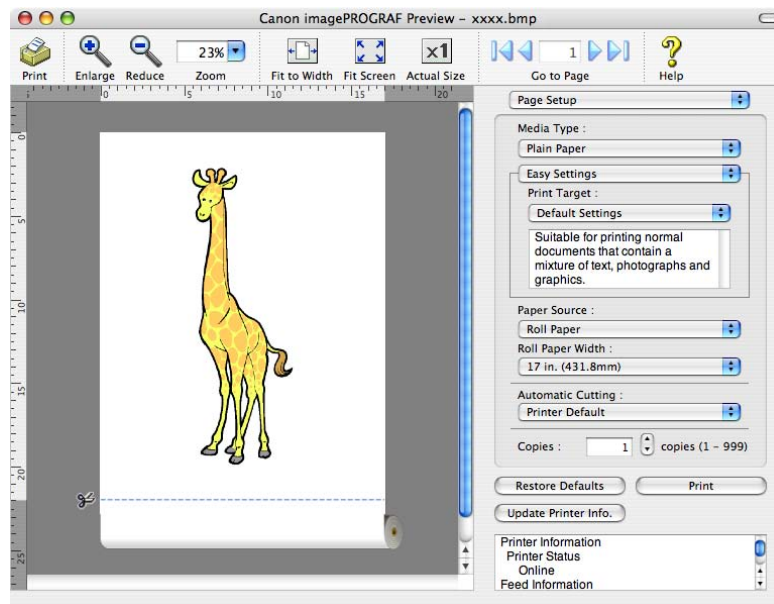 Canon imagePROGRAF Preview – xxxx.bmp
23%
x1
1
Print Enlarge Reduce Zoom Fit to Width Fit Screen Actual Size Go to Page Help
0 5 10 15 20
Page Setup
0
Media Type :
Plain Paper
Easy Settings
Print Target :
Default Settings
5
Suitable for printing normal
documents that contain a
mixture of text, photographs and
graphics.
10
Paper Source :
Roll Paper
Roll Paper Width :
17 in. (431.8mm)
15
Automatic Cutting :
Printer Default
Copies : 1 copies (1 – 999)
20
Restore Defaults Print
Update Printer Info.
25
Printer Information
Printer Status
Online
Feed Information